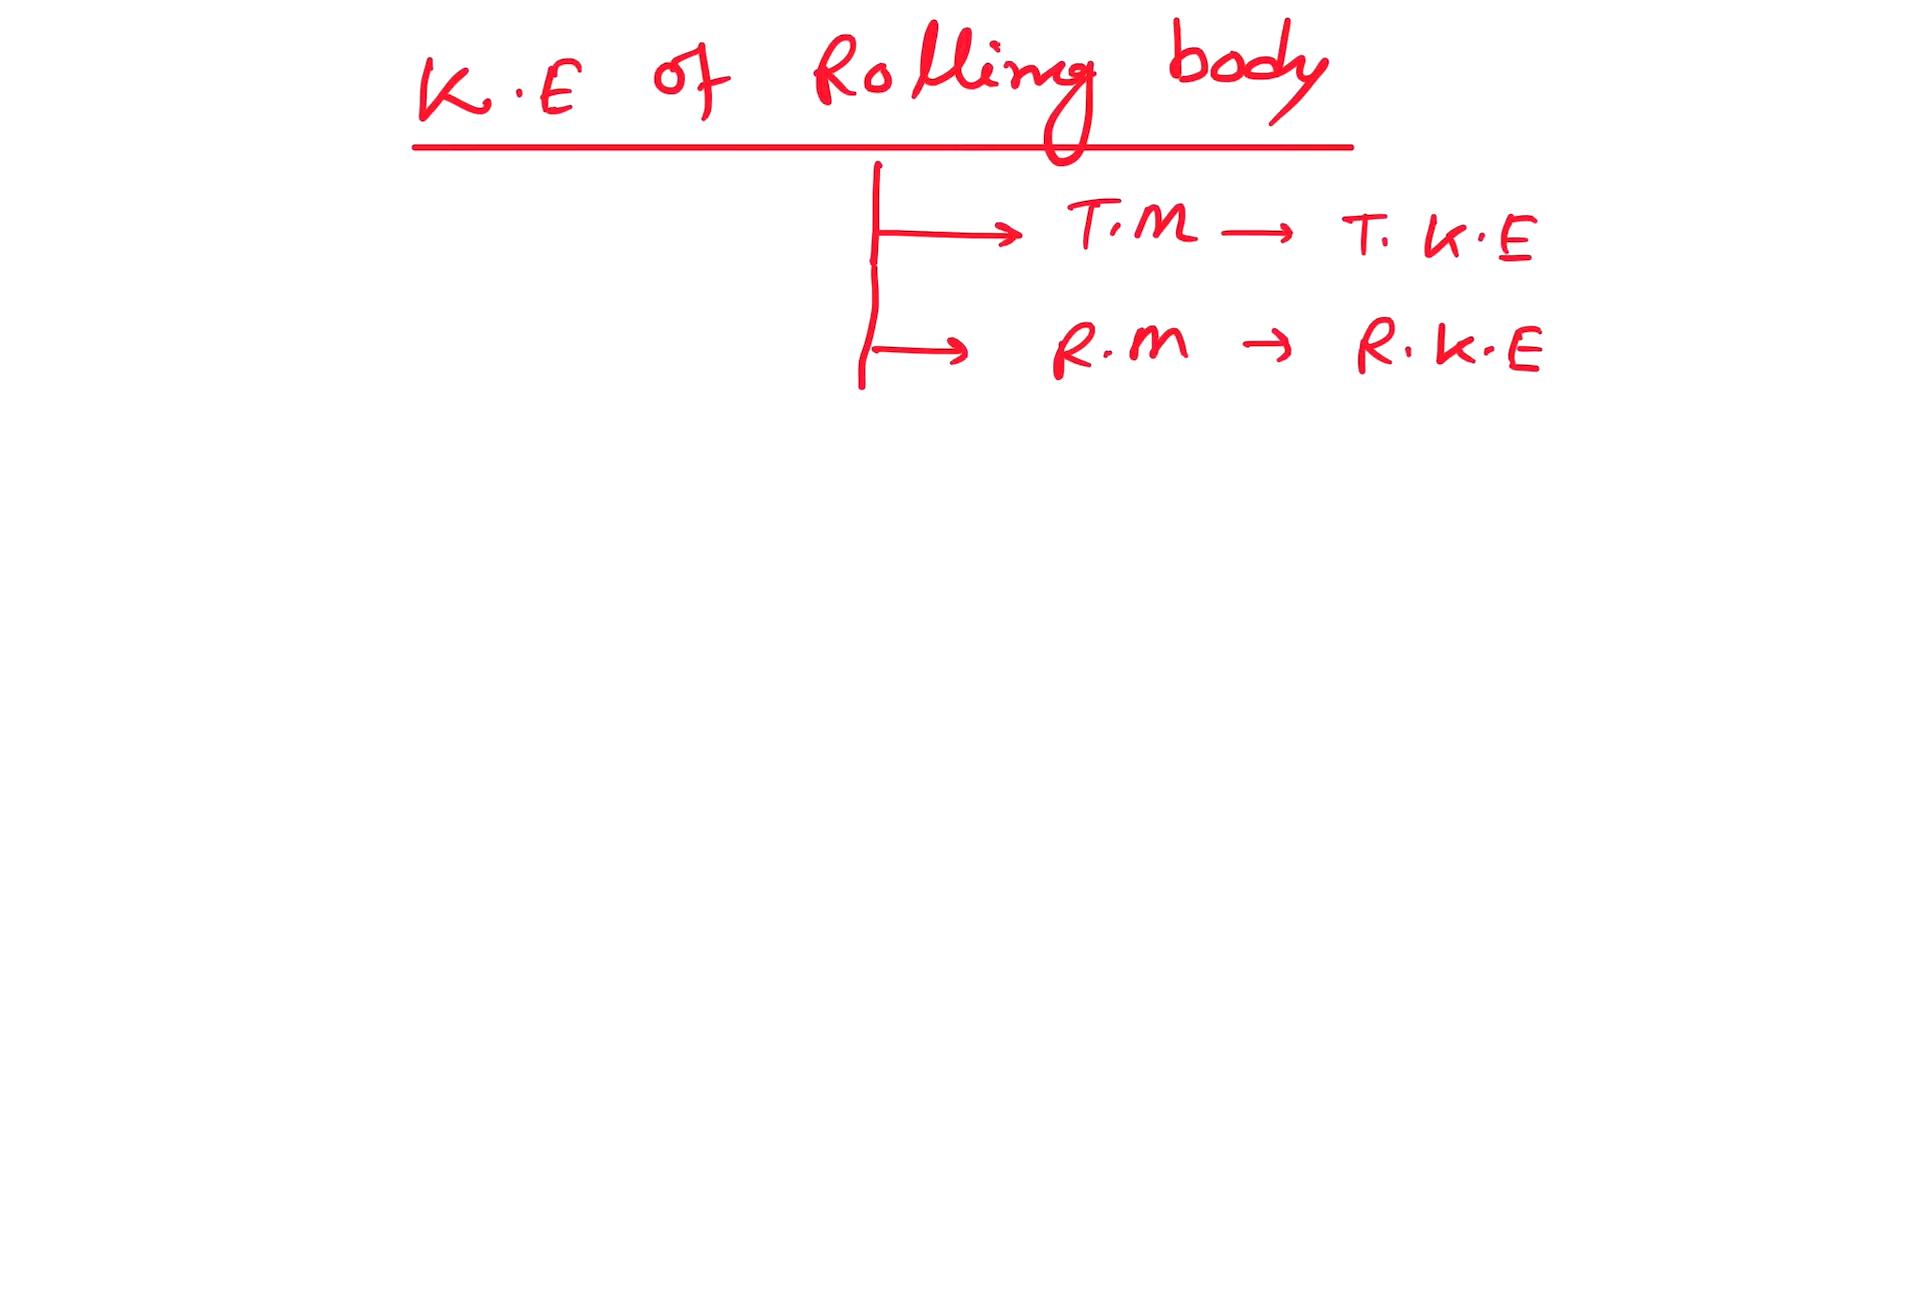 K.E of Rolling body
T.M → T.K.E
R.M → R.K.E